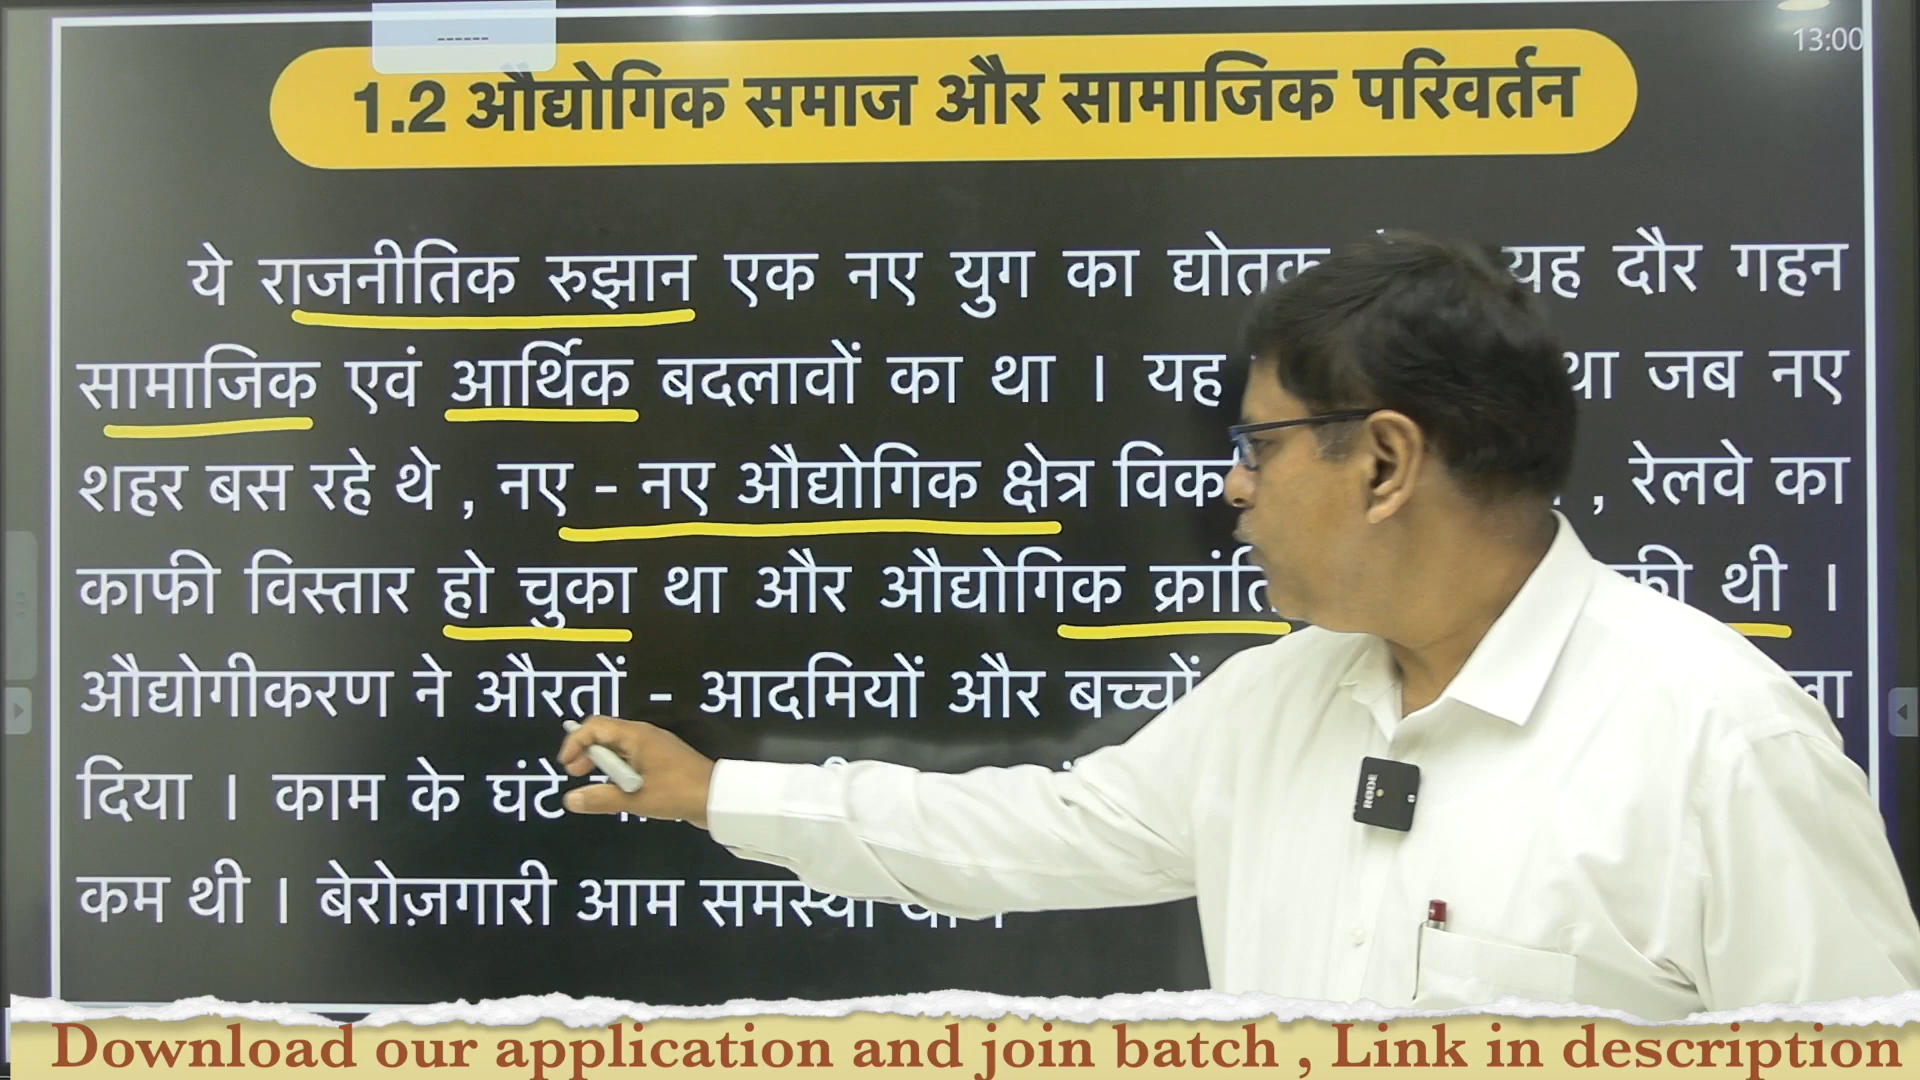 ------
13:00
1.2 औद्योगिक समाज और सामाजिक परिवर्तन
ये राजनीतिक रुझान एक नए युग का द्योतक यह दौर गहन
सामाजिक एवं आर्थिक बदलावों का था । यह था जब नए
शहर बस रहे थे , नए - नए औद्योगिक क्षेत्र , रेलवे का
काफी विस्तार हो चुका था और औद्योगिक क्रांति थी ।
औद्योगीकरण ने औरतों - आदमियों और बच्चों
दिया । काम के घंटे
कम थी । बेरोज़गारी आम समस्या थी ।
RODE
Download our application and join batch , Link in description